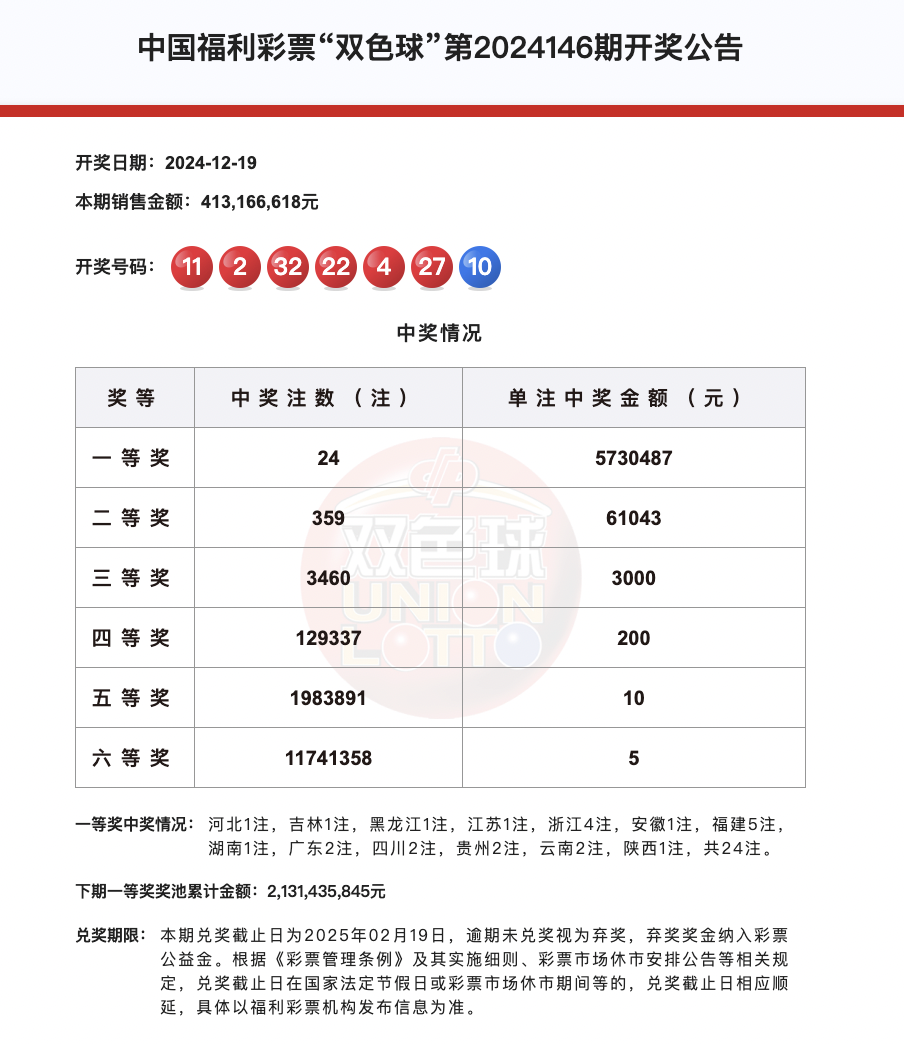 中国福利彩票“双色球”第2024146期开奖公告
开奖日期：2024-12-19
本期销售金额：413,166,618元
开奖号码： 11 2 32 22 4 27 10
中奖情况
奖等 中奖注数（注） 单注中奖金额（元）
一等奖 24 5730487
二等奖 359 61043
三等奖 3460 3000
四等奖 129337 200
五等奖 1983891 10
六等奖 11741358 5
双色球
UNION
LOTTO
一等奖中奖情况： 河北1注，吉林1注，黑龙江1注，江苏1注，浙江4注，安徽1注，福建5注，
湖南1注，广东2注，四川2注，贵州2注，云南2注，陕西1注，共24注。
下期一等奖奖池累计金额：2,131,435,845元
兑奖期限： 本期兑奖截止日为2025年02月19日，逾期未兑奖视为弃奖，弃奖奖金纳入彩票
公益金。根据《彩票管理条例》及其实施细则、彩票市场休市安排公告等相关规
定，兑奖截止日在国家法定节假日或彩票市场休市期间等的，兑奖截止日相应顺
延，具体以福利彩票机构发布信息为准。